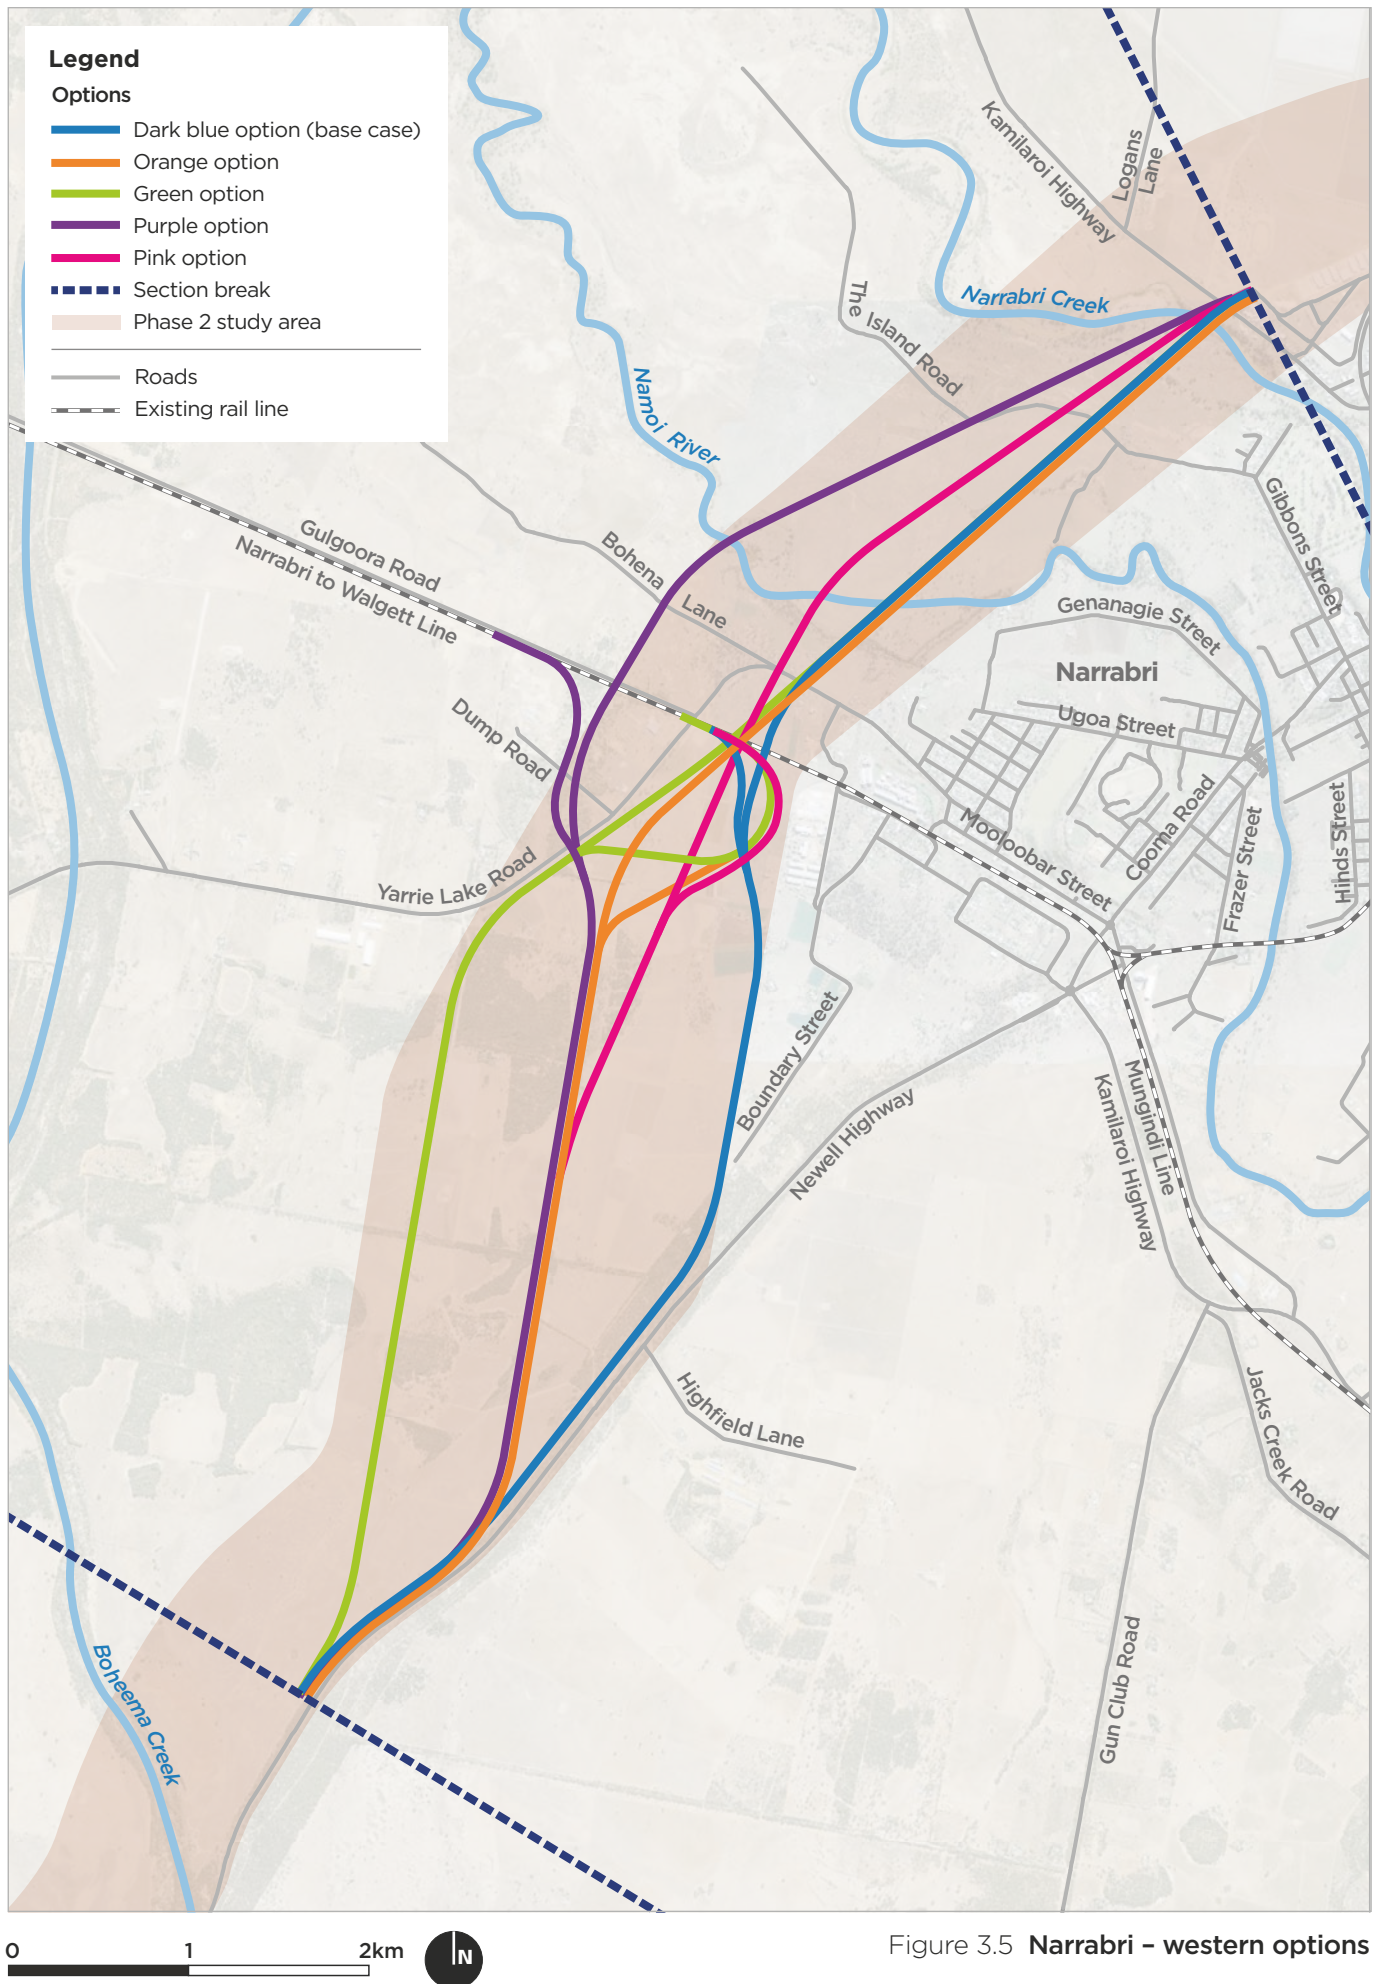 Legend
Options
Dark blue option (base case)
Orange option
Green option
Purple option
Pink option
Section break
Phase 2 study area
Roads
Existing rail line
Kamilaroi Highway
Logans
Lane
Narrabri Creek
The Island Road
Namoi River
Gulgoora Road
Narrabri to Walgett Line
Bohena
Lane
Gibbons Street
Genanagie Street
Narrabri
Ugoa Street
Dump Road
Mooloobar Street
Cooma Road
Frazer Street
Hinds Street
Yarrie Lake Road
Boundary Street
Newell Highway
Mungindi Line
Kamilaroi Highway
Highfield Lane
Jacks Creek Road
Gun Club Road
Boheema Creek
0 1 2km
N
Figure 3.5 Narrabri – western options